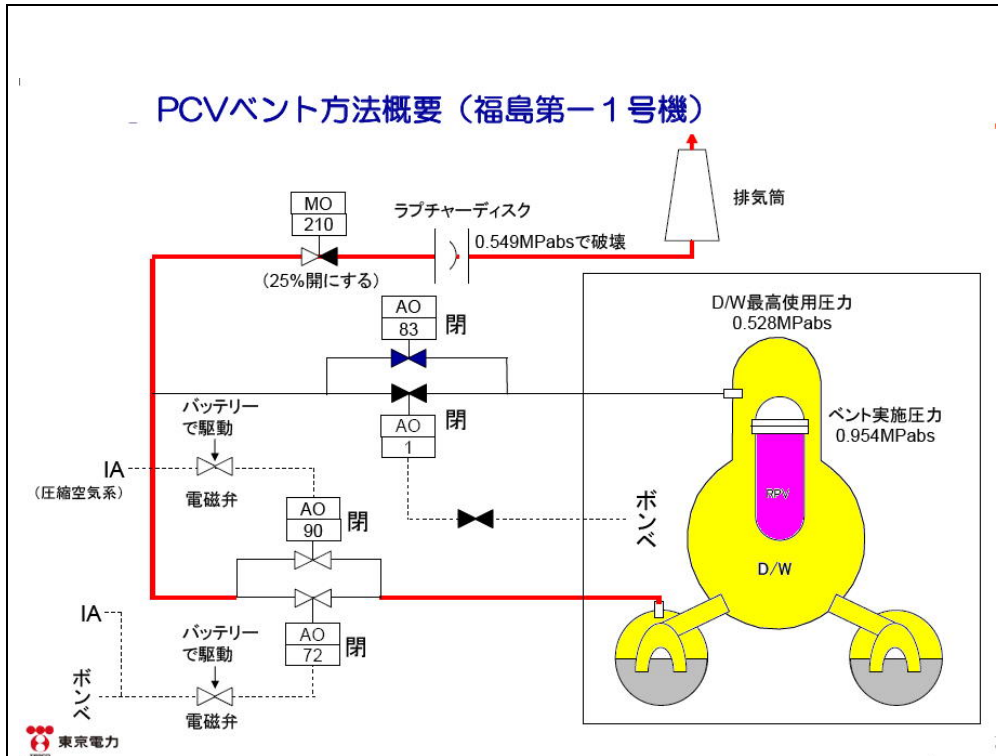 PCVベント方法概要（福島第一１号機）
MO
210
ラプチャーディスク
0.549MPabsで破壊
排気筒
（25%開にする）
AO
83
閉
D/W最高使用圧力
0.528MPabs
バッテリー
で駆動
AO
1
閉
ベント実施圧力
0.954MPabs
IA
（圧縮空気系）
電磁弁
AO
90
閉
ボンベ
RPV
D/W
IA
バッテリー
で駆動
AO
72
閉
ボンベ
電磁弁
東京電力